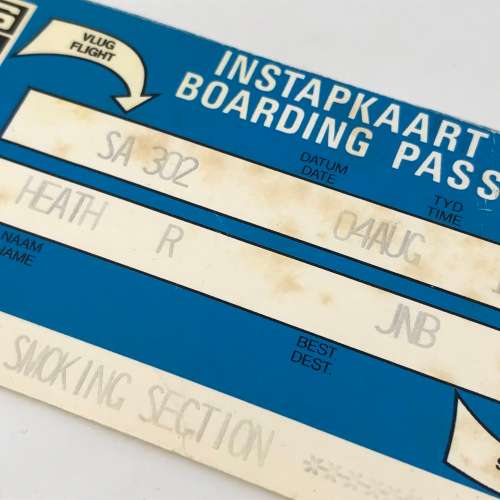 VLUG
FLIGHT
INSTAPKAART
BOARDING PASS
SA 302
DATUM
DATE
04AUG
TYD
TIME
HEATH R
JNB
NAAM
NAME
BEST
DEST.
SMOKING SECTION